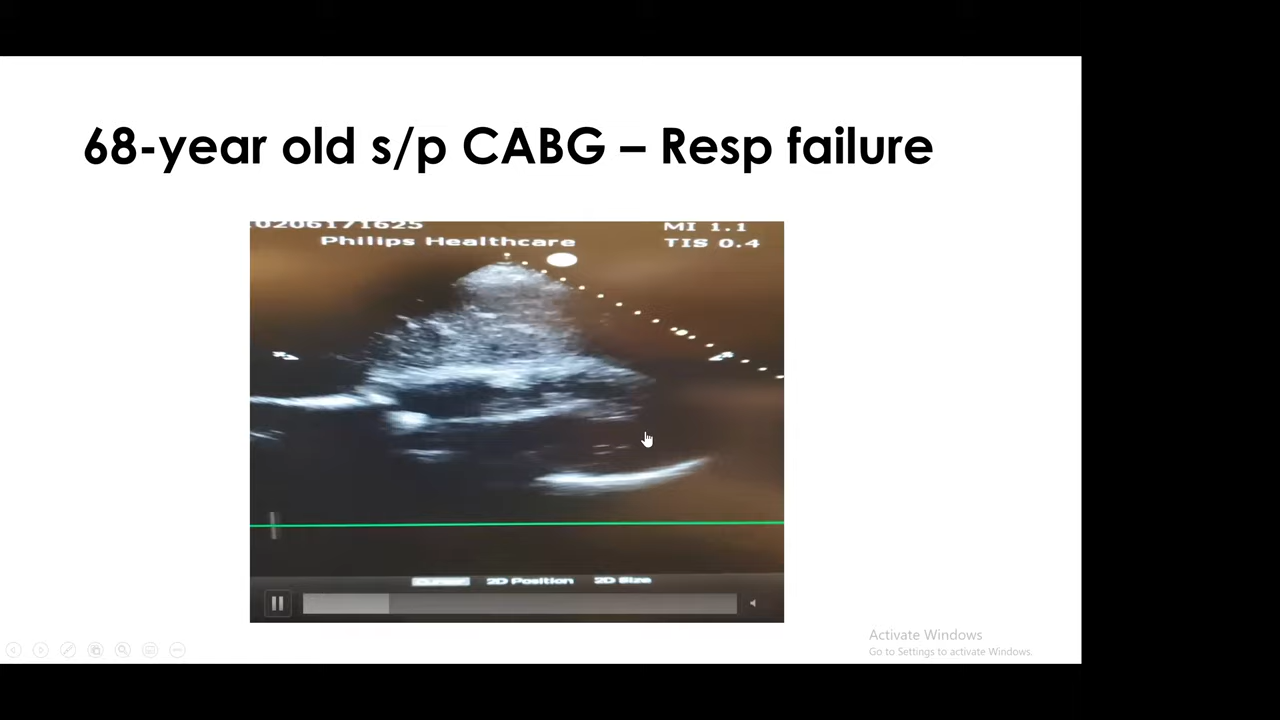 68-year old s/p CABG – Resp failure
MI 1.1
Philips Healthcare
TIS 0.4
Cursor 2D Position 2D Size
Activate Windows
Go to Settings to activate Windows.